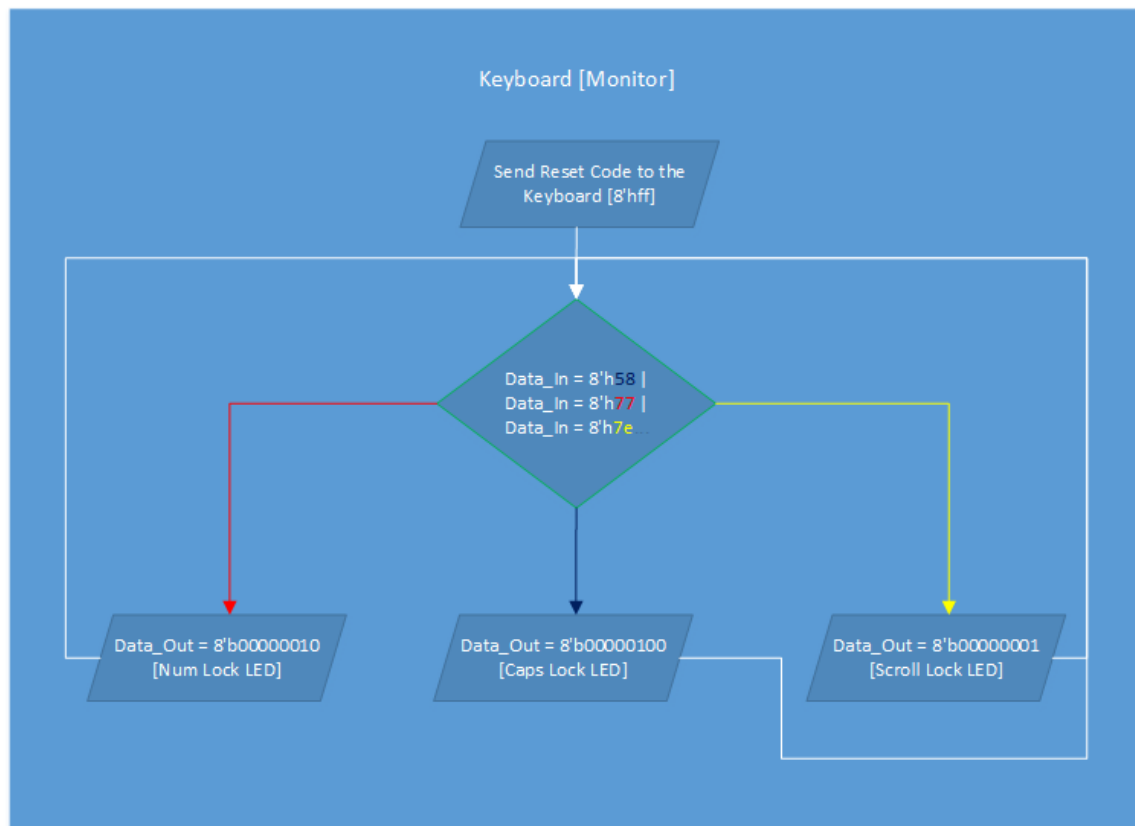 Keyboard [Monitor]
Send Reset Code to the
Keyboard [8'hff]
Data_In = 8'h58 |
Data_In = 8'h77 |
Data_In = 8'h7e...
Data_Out = 8'b00000010
[Num Lock LED]
Data_Out = 8'b00000100
[Caps Lock LED]
Data_Out = 8'b00000001
[Scroll Lock LED]